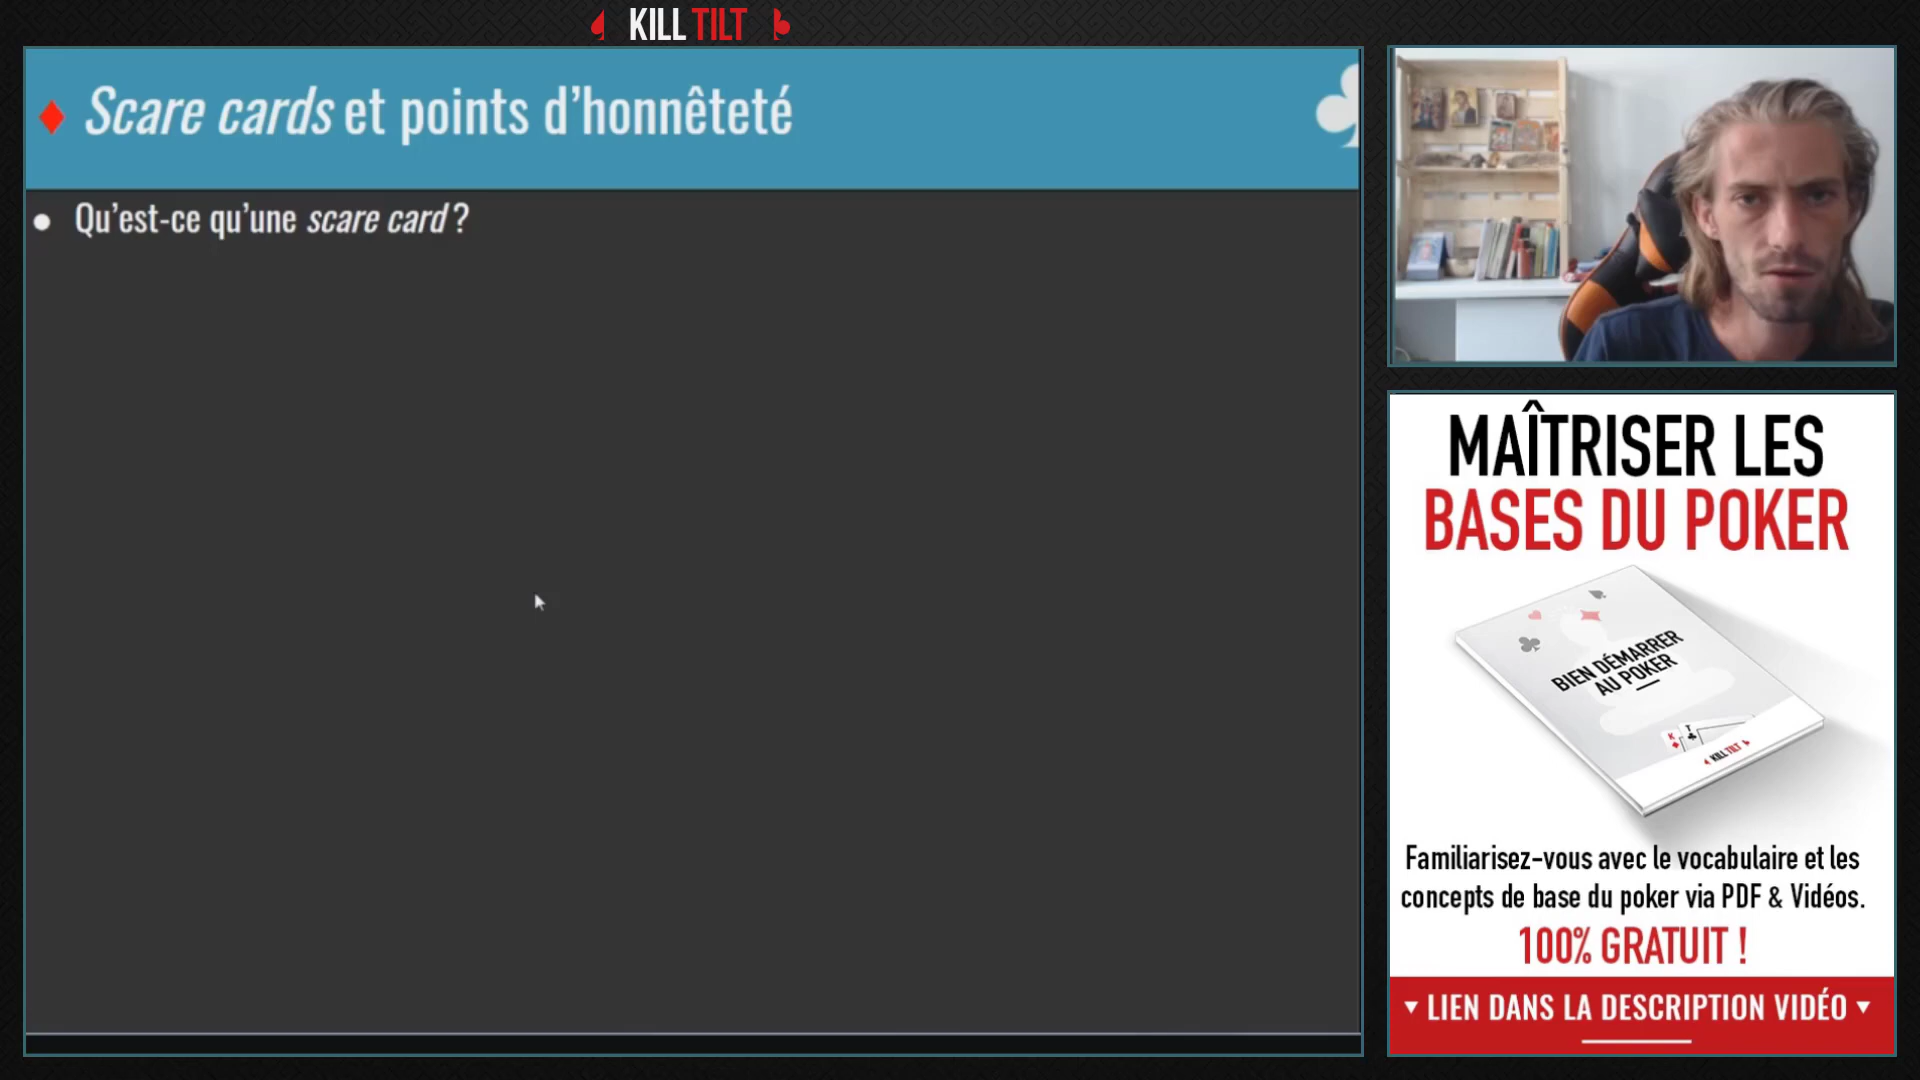 KILL TILT
Scare cards et points d’honnêteté
Qu’est-ce qu’une scare card ?
MAÎTRISER LES
BASES DU POKER
BIEN DÉMARRER
AU POKER
KILL TILT
Familiarisez-vous avec le vocabulaire et les
concepts de base du poker via PDF & Vidéos.
100% GRATUIT !
LIEN DANS LA DESCRIPTION VIDÉO